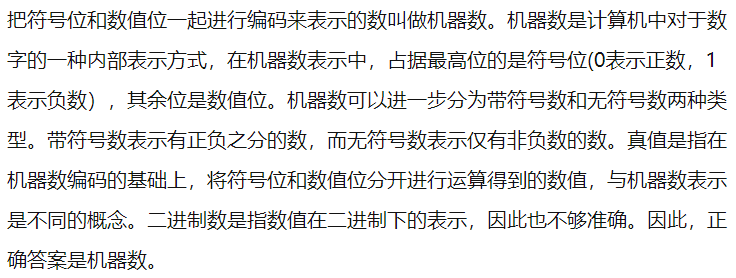 把符号位和数值位一起进行编码来表示的数叫做机器数。机器数是计算机中对于数
字的一种内部表示方式，在机器数表示中，占据最高位的是符号位(0表示正数，1
表示负数），其余位是数值位。机器数可以进一步分为带符号数和无符号数两种类
型。带符号数表示有正负之分的数，而无符号数表示仅有非负数的数。真值是指在
机器数编码的基础上，将符号位和数值位分开进行运算得到的数值，与机器数表示
是不同的概念。二进制数是指数值在二进制下的表示，因此也不够准确。因此，正
确答案是机器数。